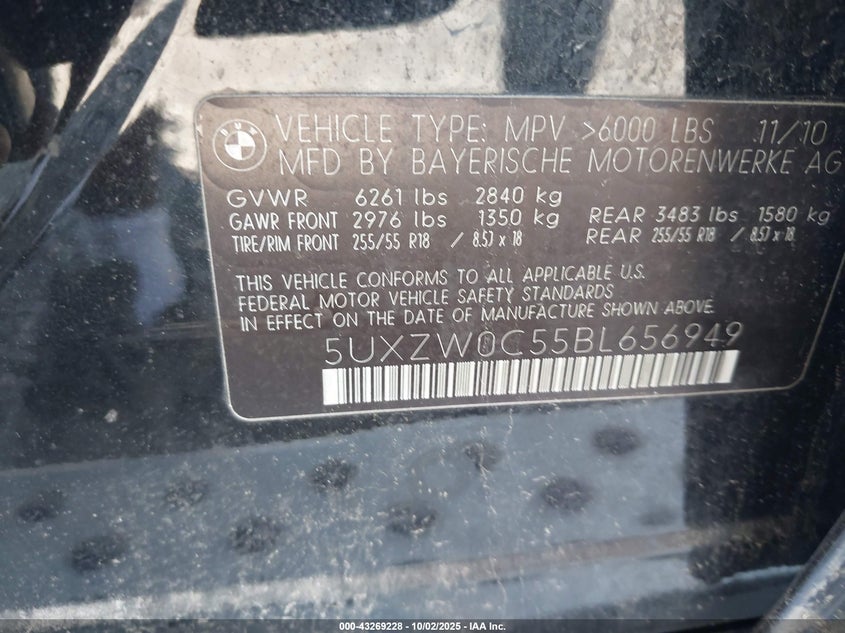 BMW
VEHICLE TYPE: MPV >6000 LBS 11/10
MFD BY BAYERISCHE MOTORENWERKE AG
GVWR 6261 lbs 2840 kg
GAWR FRONT 2976 lbs 1350 kg REAR 3483 lbs 1580 kg
TIRE/RIM FRONT 255/55 R18 / 8.5J x 18 REAR 255/55 R18 / 8.5J x 18
THIS VEHICLE CONFORMS TO ALL APPLICABLE U.S.
FEDERAL MOTOR VEHICLE SAFETY STANDARDS
IN EFFECT ON THE DATE OF MANUFACTURE SHOWN ABOVE.
5UXZW0C55BL656949
000-43269228 - 10/02/2025 - IAA Inc.